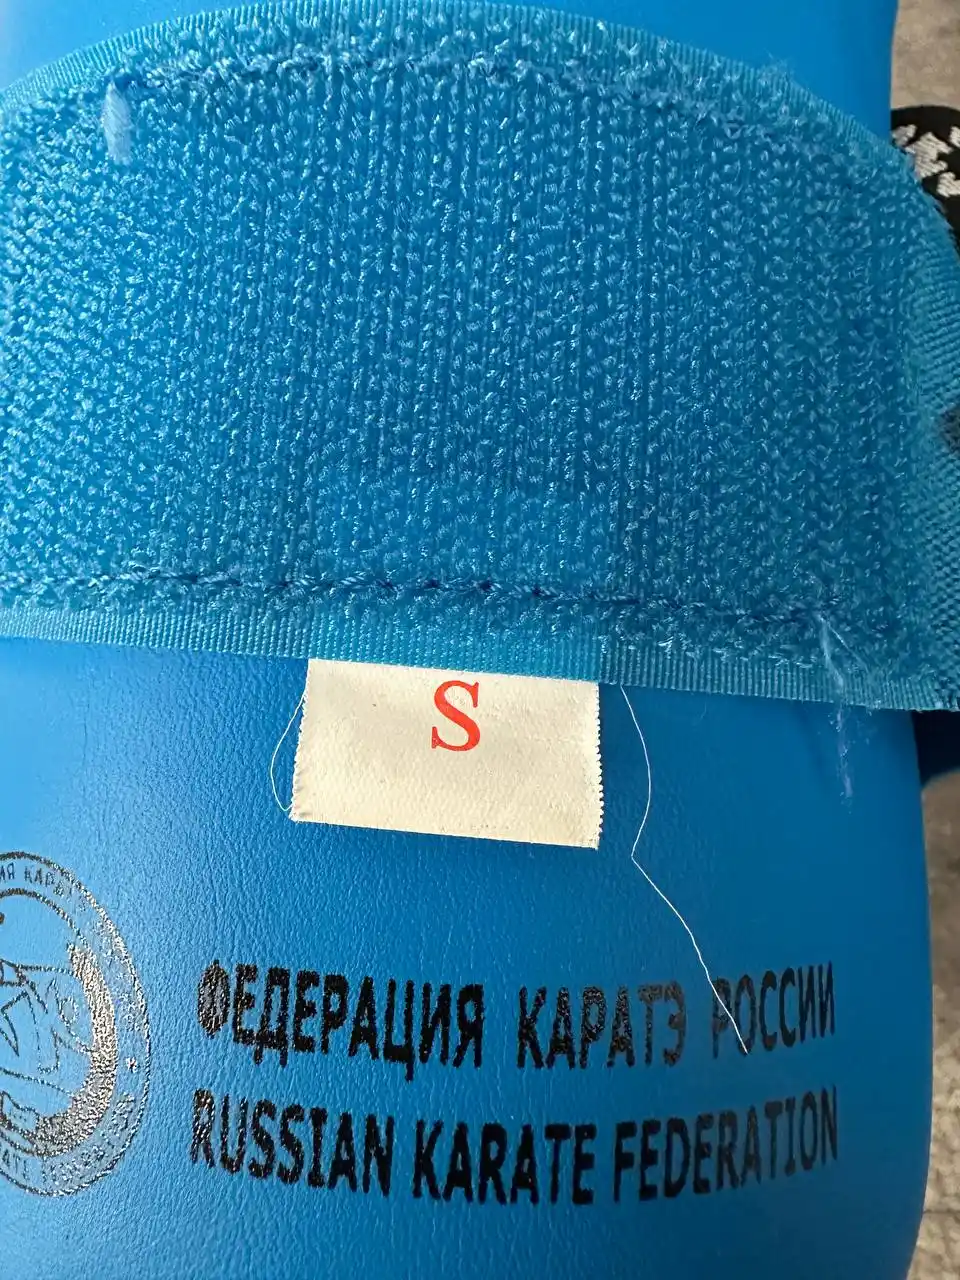 S
ФЕДЕРАЦИЯ КАРАТЭ РОССИИ
RUSSIAN KARATE FEDERATION